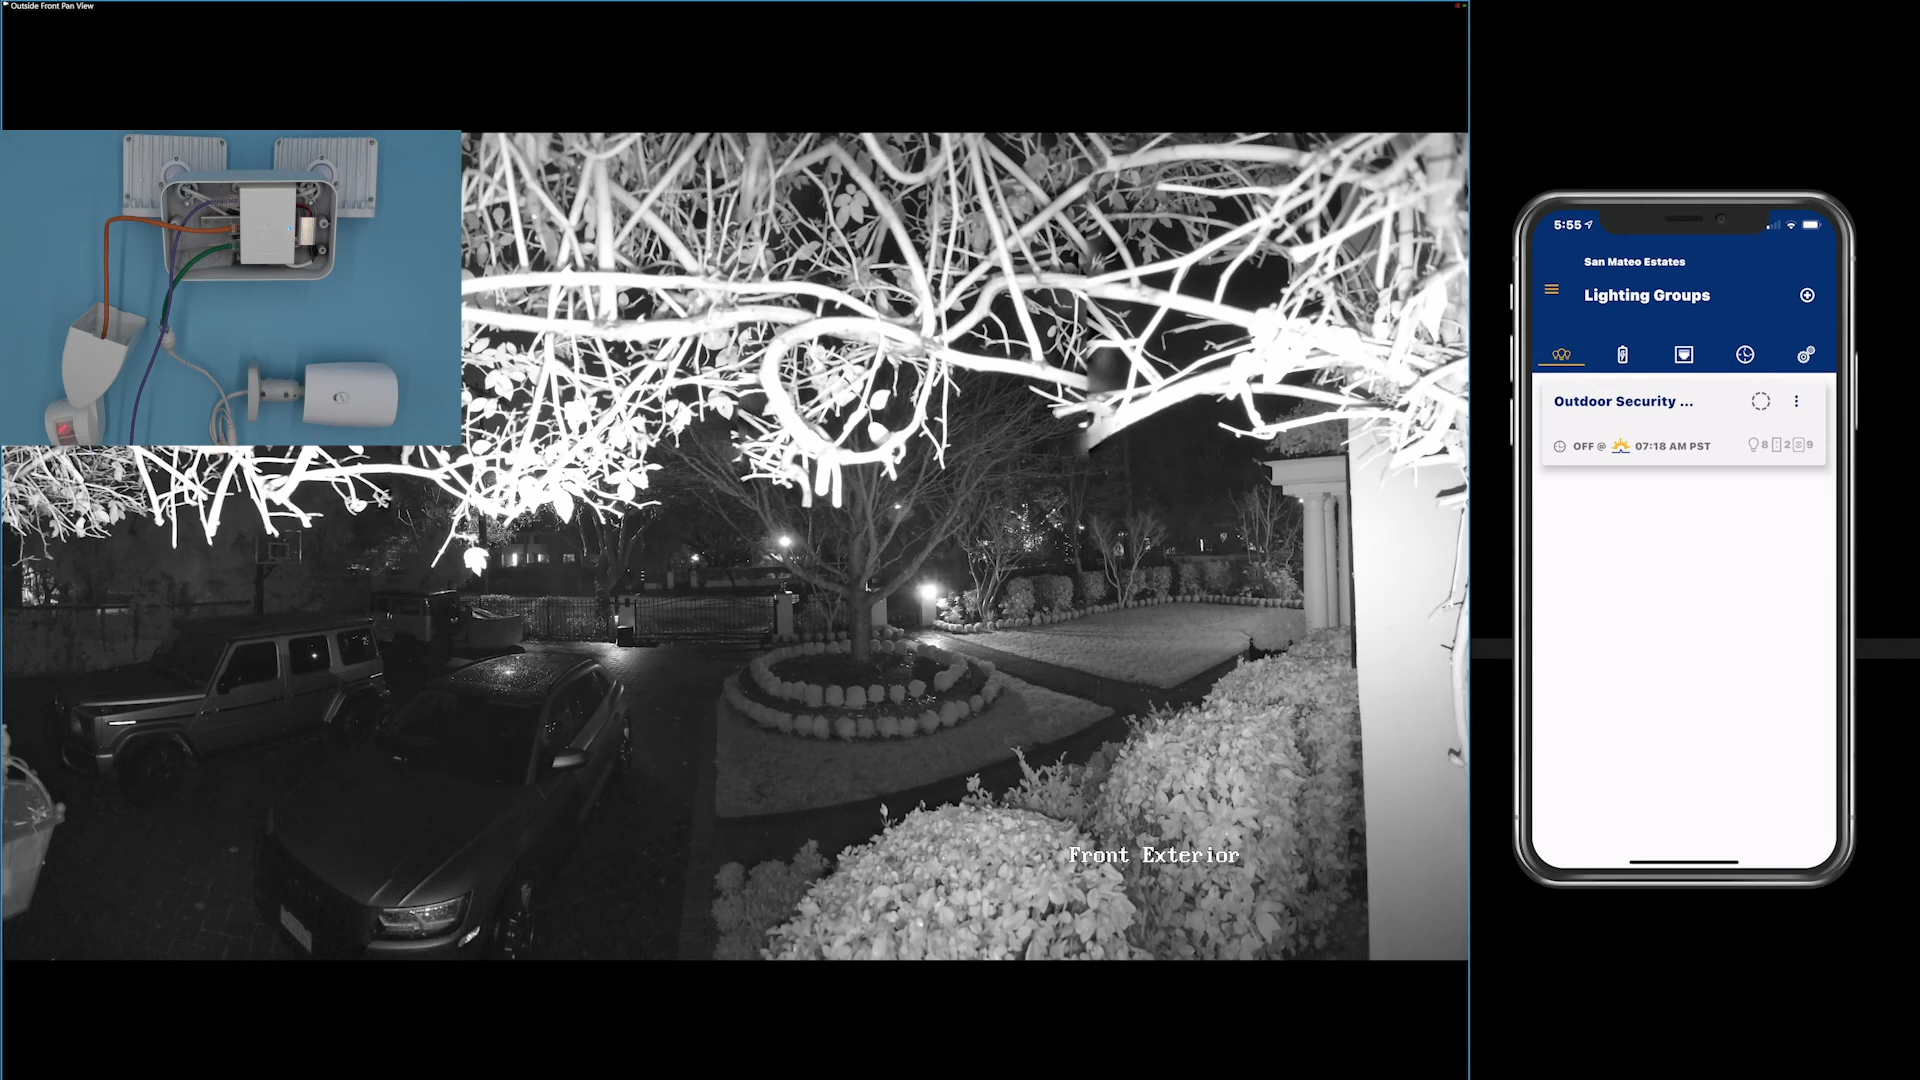 Outside Front Pan View
5:55
San Mateo Estates
Lighting Groups
Outdoor Security ...
OFF @ 07:18 AM PST
8 2 9
Front Exterior